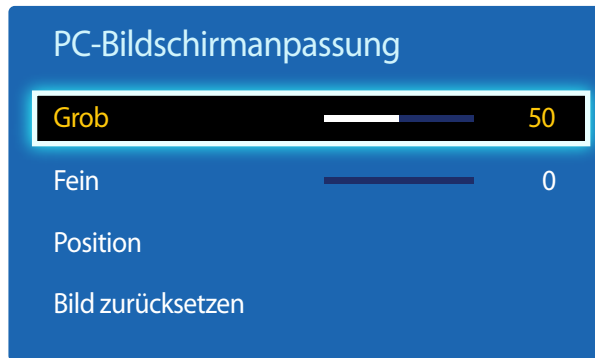 PC-Bildschirmanpassung
Grob 50
Fein 0
Position
Bild zurücksetzen